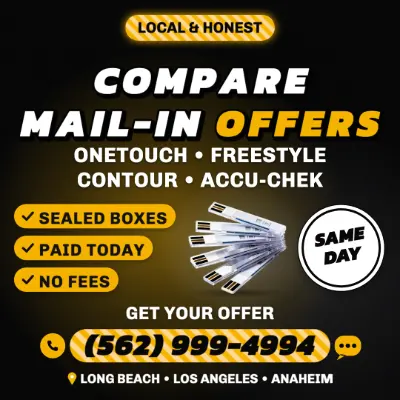 LOCAL & HONEST
COMPARE
MAIL-IN OFFERS
ONETOUCH • FREESTYLE
CONTOUR • ACCU-CHEK
SEALED BOXES
PAID TODAY
NO FEES
SAME
DAY
GET YOUR OFFER
(562) 999-4994
LONG BEACH • LOS ANGELES • ANAHEIM